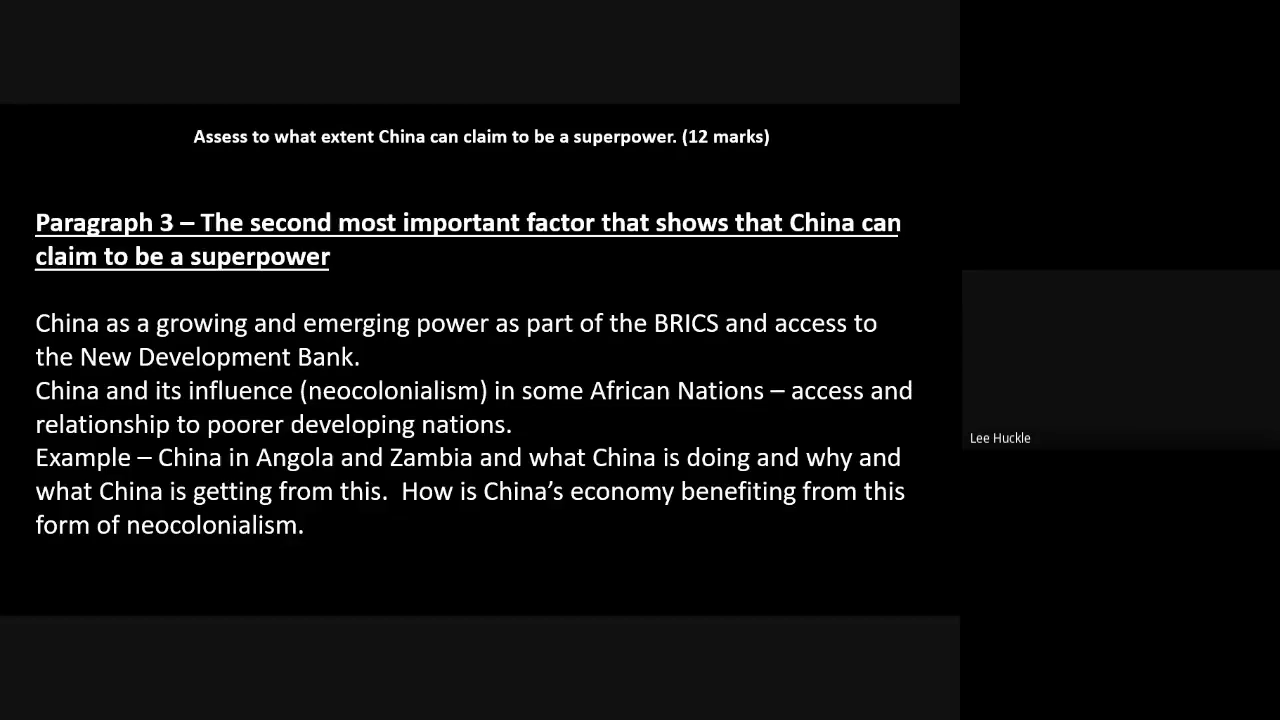 Assess to what extent China can claim to be a superpower. (12 marks)
Paragraph 3 – The second most important factor that shows that China can
claim to be a superpower
China as a growing and emerging power as part of the BRICS and access to
the New Development Bank.
China and its influence (neocolonialism) in some African Nations – access and
relationship to poorer developing nations.
Example – China in Angola and Zambia and what China is doing and why and
what China is getting from this.  How is China’s economy benefiting from this
form of neocolonialism.
Lee Huckle